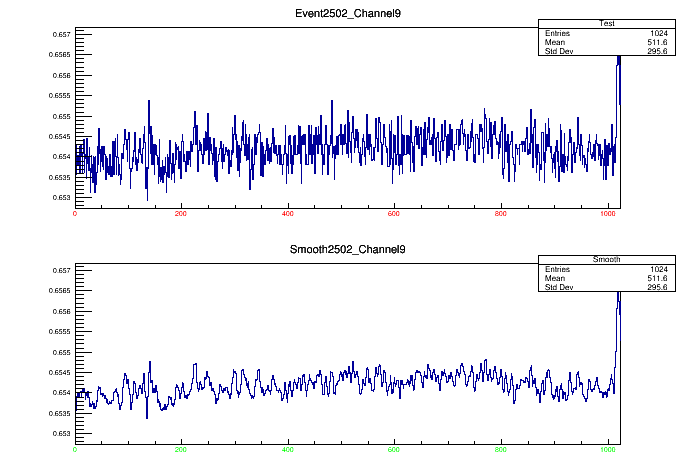 Event2502_Channel9
Test
Entries 1024
Mean 511.6
Std Dev 295.6
0.657
0.6565
0.656
0.6555
0.655
0.6545
0.654
0.6535
0.653
0 200 400 600 800 1000
Smooth2502_Channel9
Smooth
Entries 1024
Mean 511.6
Std Dev 295.6
0.657
0.6565
0.656
0.6555
0.655
0.6545
0.654
0.6535
0.653
0 200 400 600 800 1000